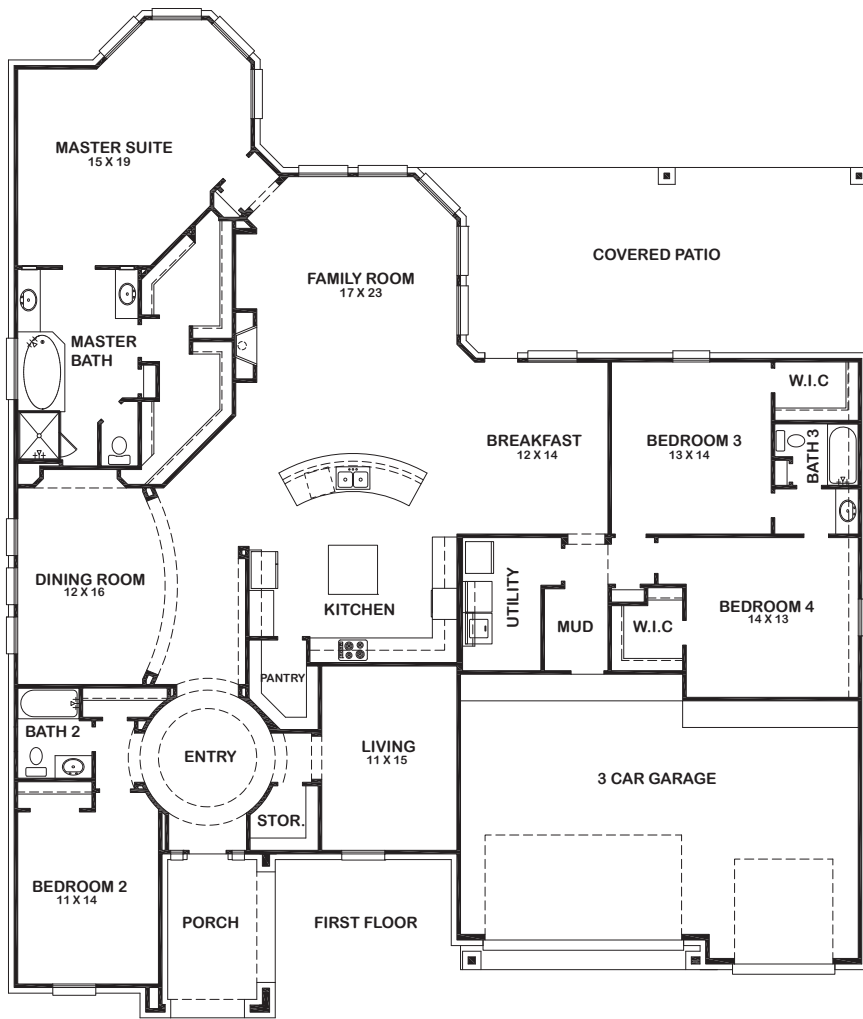 MASTER SUITE
15 X 19
COVERED PATIO
FAMILY ROOM
17 X 23
MASTER
BATH
W.I.C
BREAKFAST
12 X 14
BEDROOM 3
13 X 14
BATH 3
DINING ROOM
12 X 16
KITCHEN
UTILITY
MUD
W.I.C
BEDROOM 4
14 X 13
PANTRY
BATH 2
ENTRY
LIVING
11 X 15
3 CAR GARAGE
STOR.
BEDROOM 2
11 X 14
PORCH
FIRST FLOOR